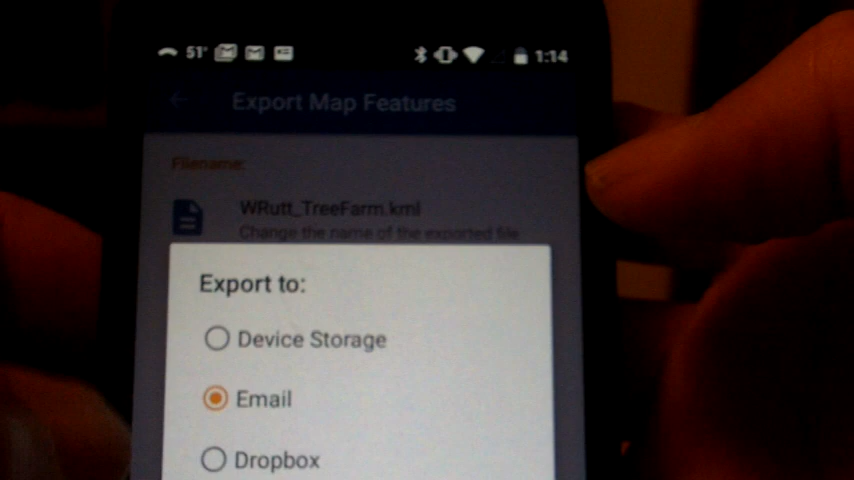 51° 1:14
Export Map Features
Filename:
WRutt_TreeFarm.kml
Change the name of the exported file
Export to:
Device Storage
Email
Dropbox